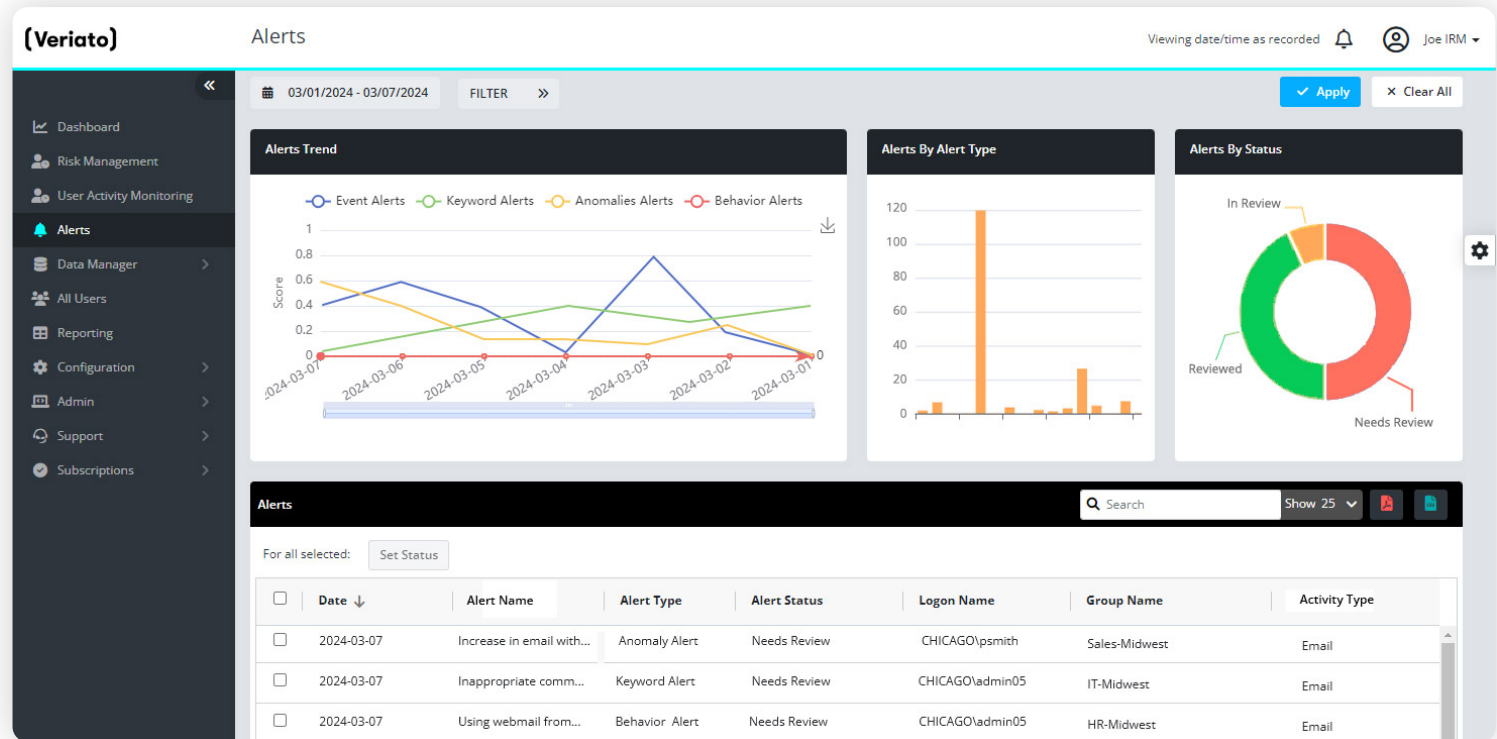 (Veriato)
Alerts
Viewing date/time as recorded
Joe IRM
03/01/2024 - 03/07/2024
FILTER
Apply
Clear All
Dashboard
Risk Management
User Activity Monitoring
Alerts
Data Manager
All Users
Reporting
Configuration
Admin
Support
Subscriptions
Alerts Trend
Event Alerts
Keyword Alerts
Anomalies Alerts
Behavior Alerts
Score
1
0.8
0.6
0.4
0.2
0
0
2024-03-07
2024-03-06
2024-03-05
2024-03-04
2024-03-03
2024-03-02
2024-03-01
Alerts By Alert Type
120
100
80
60
40
20
0
Alerts By Status
In Review
Reviewed
Needs Review
Alerts
Search
Show 25
For all selected:
Set Status
Date Alert Name Alert Type Alert Status Logon Name Group Name Activity Type
2024-03-07 Increase in email with... Anomaly Alert Needs Review CHICAGO\psmith Sales-Midwest Email
2024-03-07 Inappropriate comm... Keyword Alert Needs Review CHICAGO\admin05 IT-Midwest Email
2024-03-07 Using webmail from... Behavior Alert Needs Review CHICAGO\admin05 HR-Midwest Email